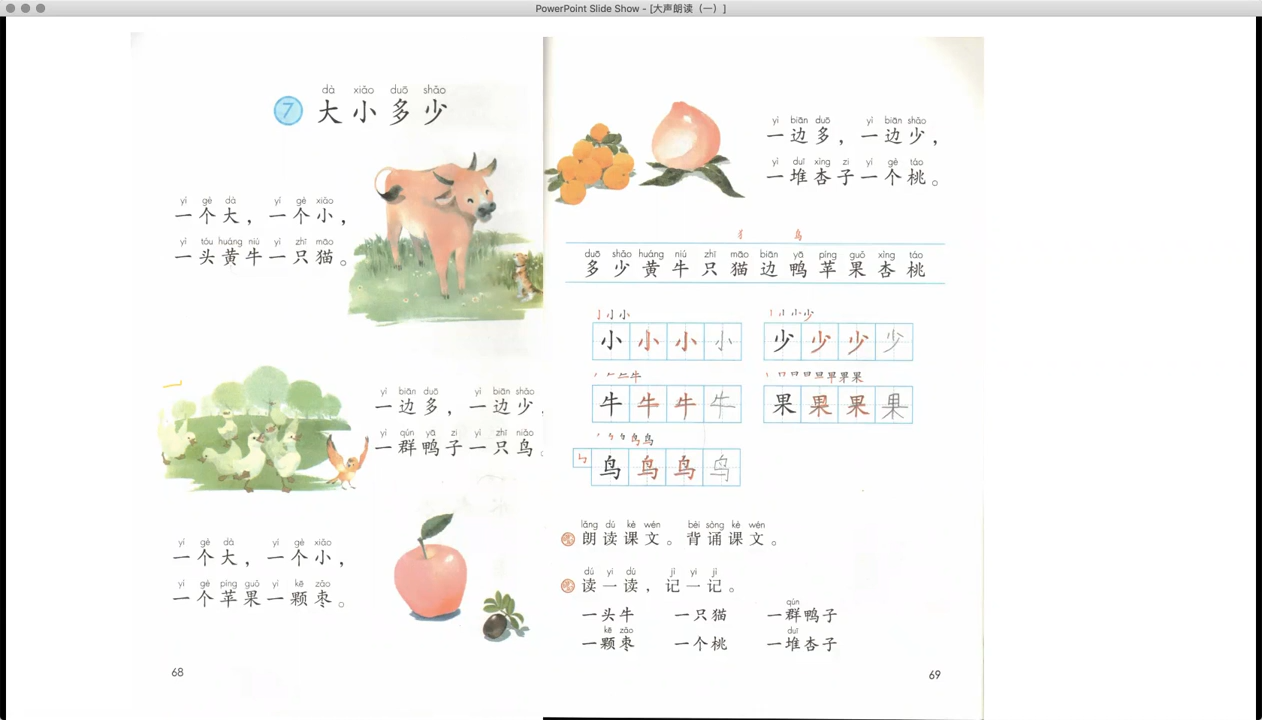 PowerPoint Slide Show - [大声朗读（一）]
dà xiǎo duō shǎo
7 大小多少
yí gè dà yí gè xiǎo
一个大，一个小，
yì tóu huáng niú yì zhī māo
一头黄牛一只猫。
yì biān duō yì biān shǎo
一边多，一边少，
yì qún yā zi yì zhī niǎo
一群鸭子一只鸟。
yí gè dà yí gè xiǎo
一个大，一个小，
yí gè píng guǒ yì kē zǎo
一个苹果一颗枣。
68
yì biān duō yì biān shǎo
一边多，一边少，
yì duī xìng zi yí gè táo
一堆杏子一个桃。
犭 鸟
duō shǎo huáng niú zhī māo biān yā píng guǒ xìng táo
多少黄牛只猫边鸭苹果杏桃
小 小 小 小
少 少 少 少
牛 牛 牛 牛
果 果 果 果
鸟 鸟 鸟 鸟
lǎng dú kè wén bèi sòng kè wén
朗读课文。背诵课文。
dú yi dú jì yi jì
读一读，记一记。
qún
一头牛 一只猫 一群鸭子
kē zǎo duī
一颗枣 一个桃 一堆杏子
69